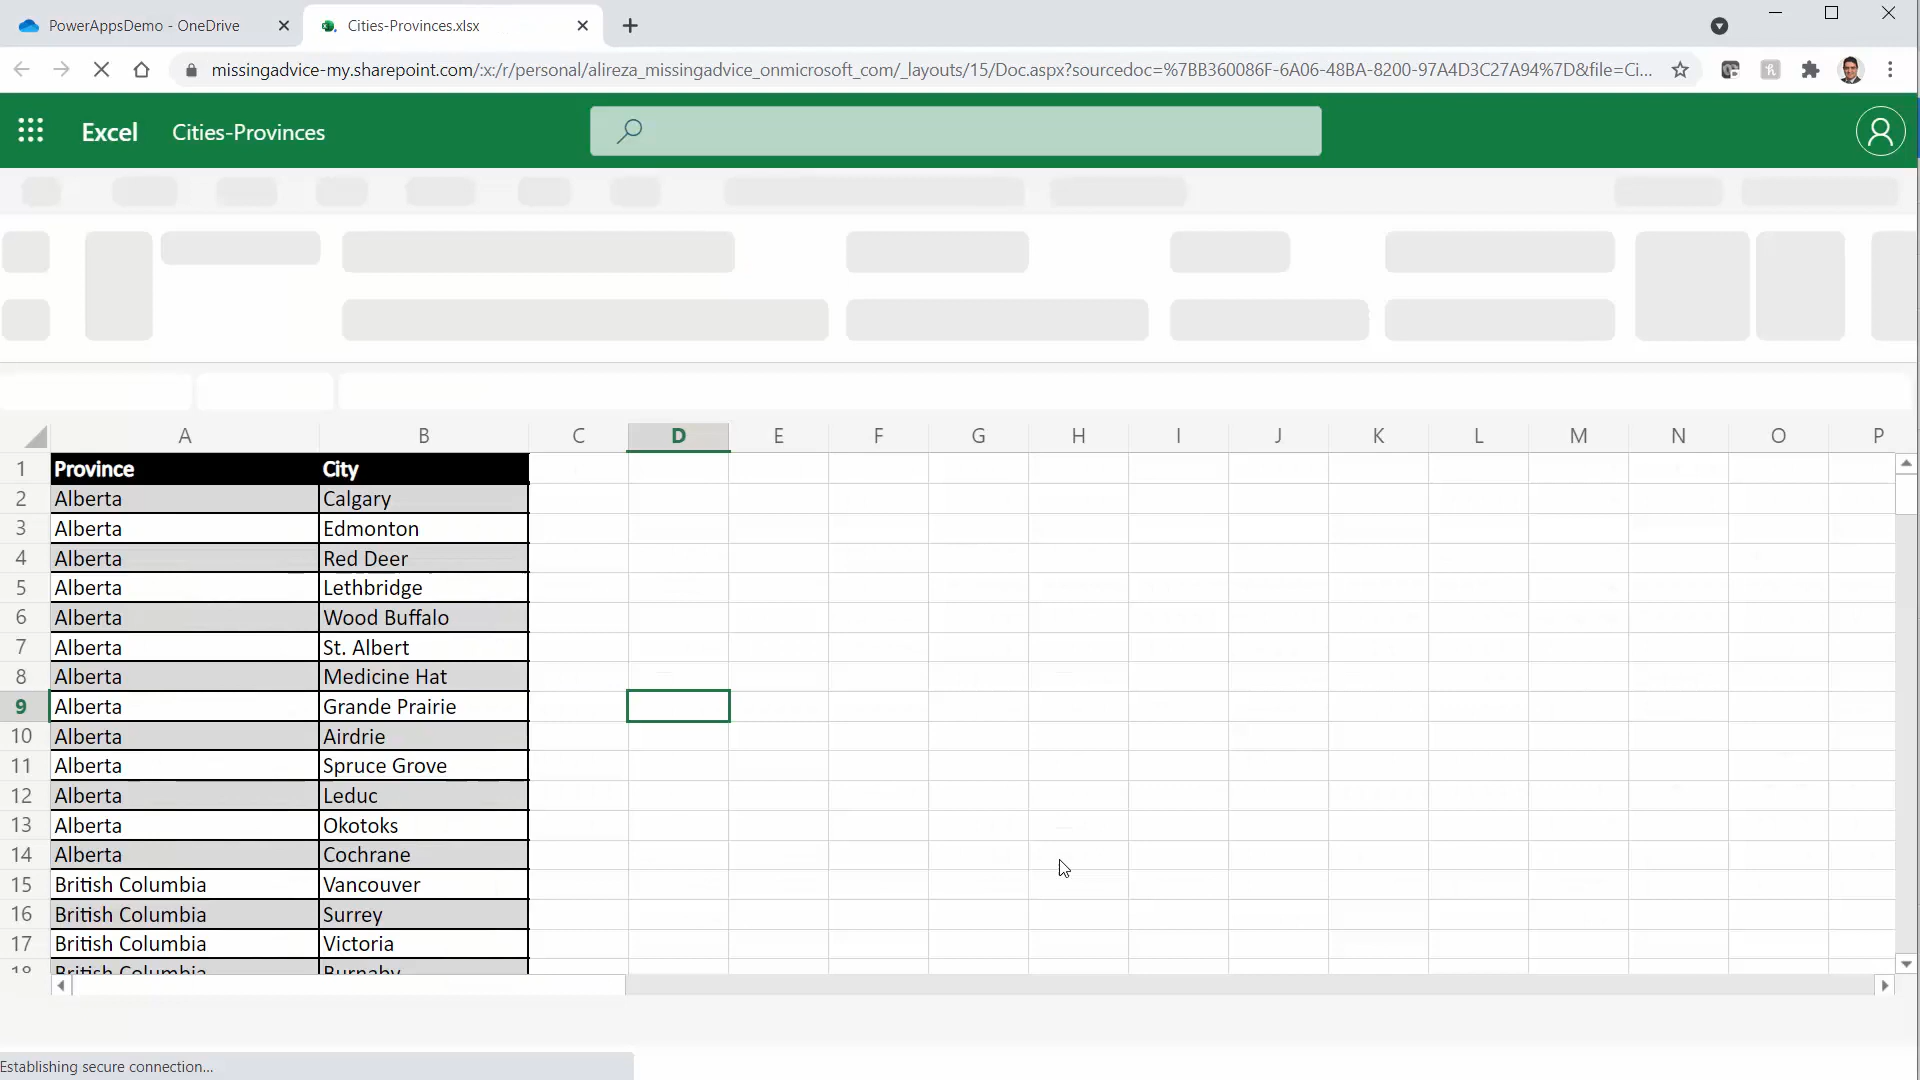 PowerAppsDemo - OneDrive
Cities-Provinces.xlsx
missingadvice-my.sharepoint.com/:x:/r/personal/alireza_missingadvice_onmicrosoft_com/_layouts/15/Doc.aspx?sourcedoc=%7BB360086F-6A06-48BA-8200-97A4D3C27A94%7D&file=Ci...
Excel Cities-Provinces
A B C D E F G H I J K L M N O P
1 Province City
2 Alberta Calgary
3 Alberta Edmonton
4 Alberta Red Deer
5 Alberta Lethbridge
6 Alberta Wood Buffalo
7 Alberta St. Albert
8 Alberta Medicine Hat
9 Alberta Grande Prairie
10 Alberta Airdrie
11 Alberta Spruce Grove
12 Alberta Leduc
13 Alberta Okotoks
14 Alberta Cochrane
15 British Columbia Vancouver
16 British Columbia Surrey
17 British Columbia Victoria
18 British Columbia Burnaby
Establishing secure connection...